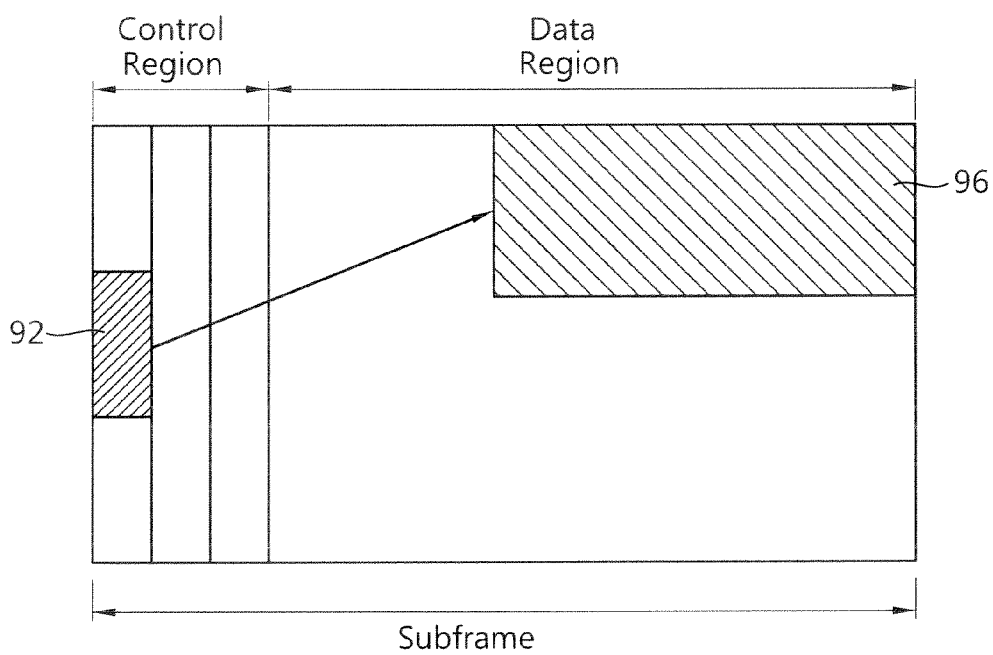 Control
Region
Data
Region
96
92
Subframe